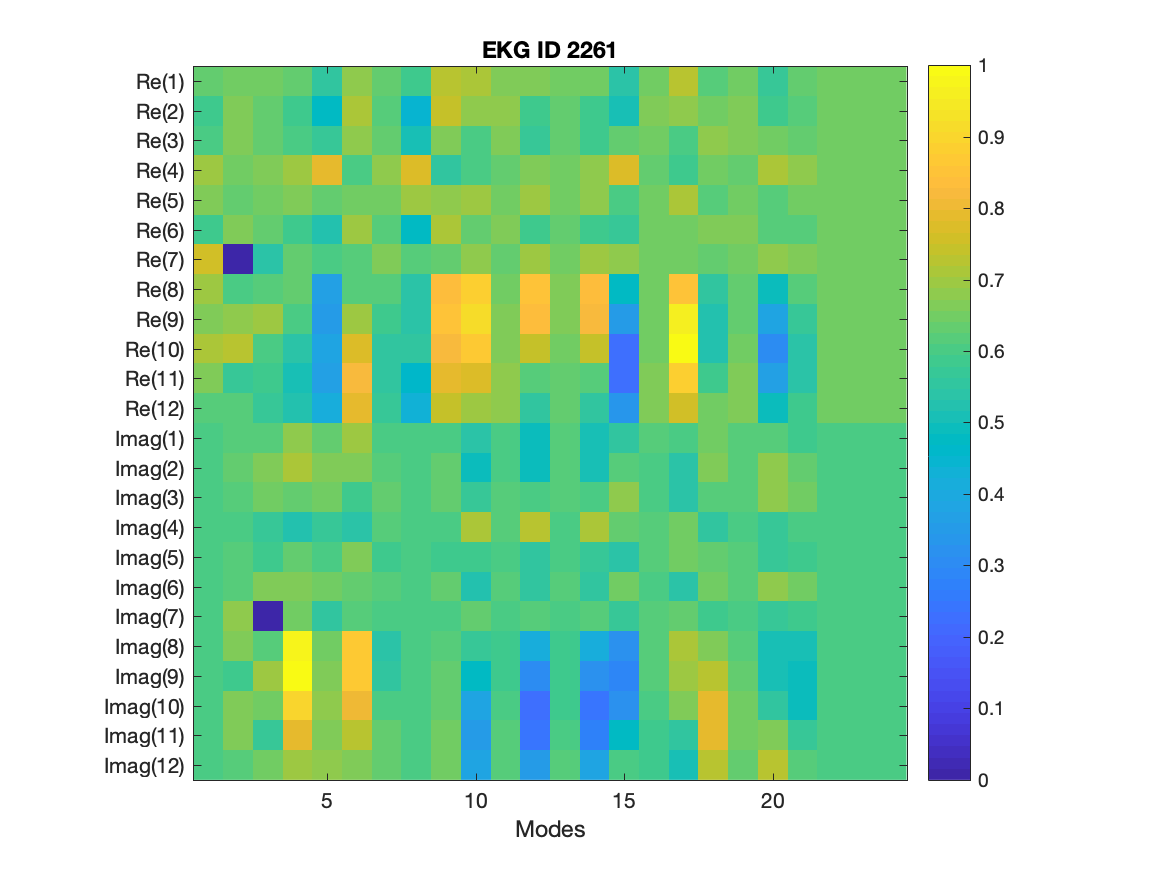 EKG ID 2261
Re(1)
Re(2)
Re(3)
Re(4)
Re(5)
Re(6)
Re(7)
Re(8)
Re(9)
Re(10)
Re(11)
Re(12)
Imag(1)
Imag(2)
Imag(3)
Imag(4)
Imag(5)
Imag(6)
Imag(7)
Imag(8)
Imag(9)
Imag(10)
Imag(11)
Imag(12)
5 10 15 20
Modes
1
0.9
0.8
0.7
0.6
0.5
0.4
0.3
0.2
0.1
0